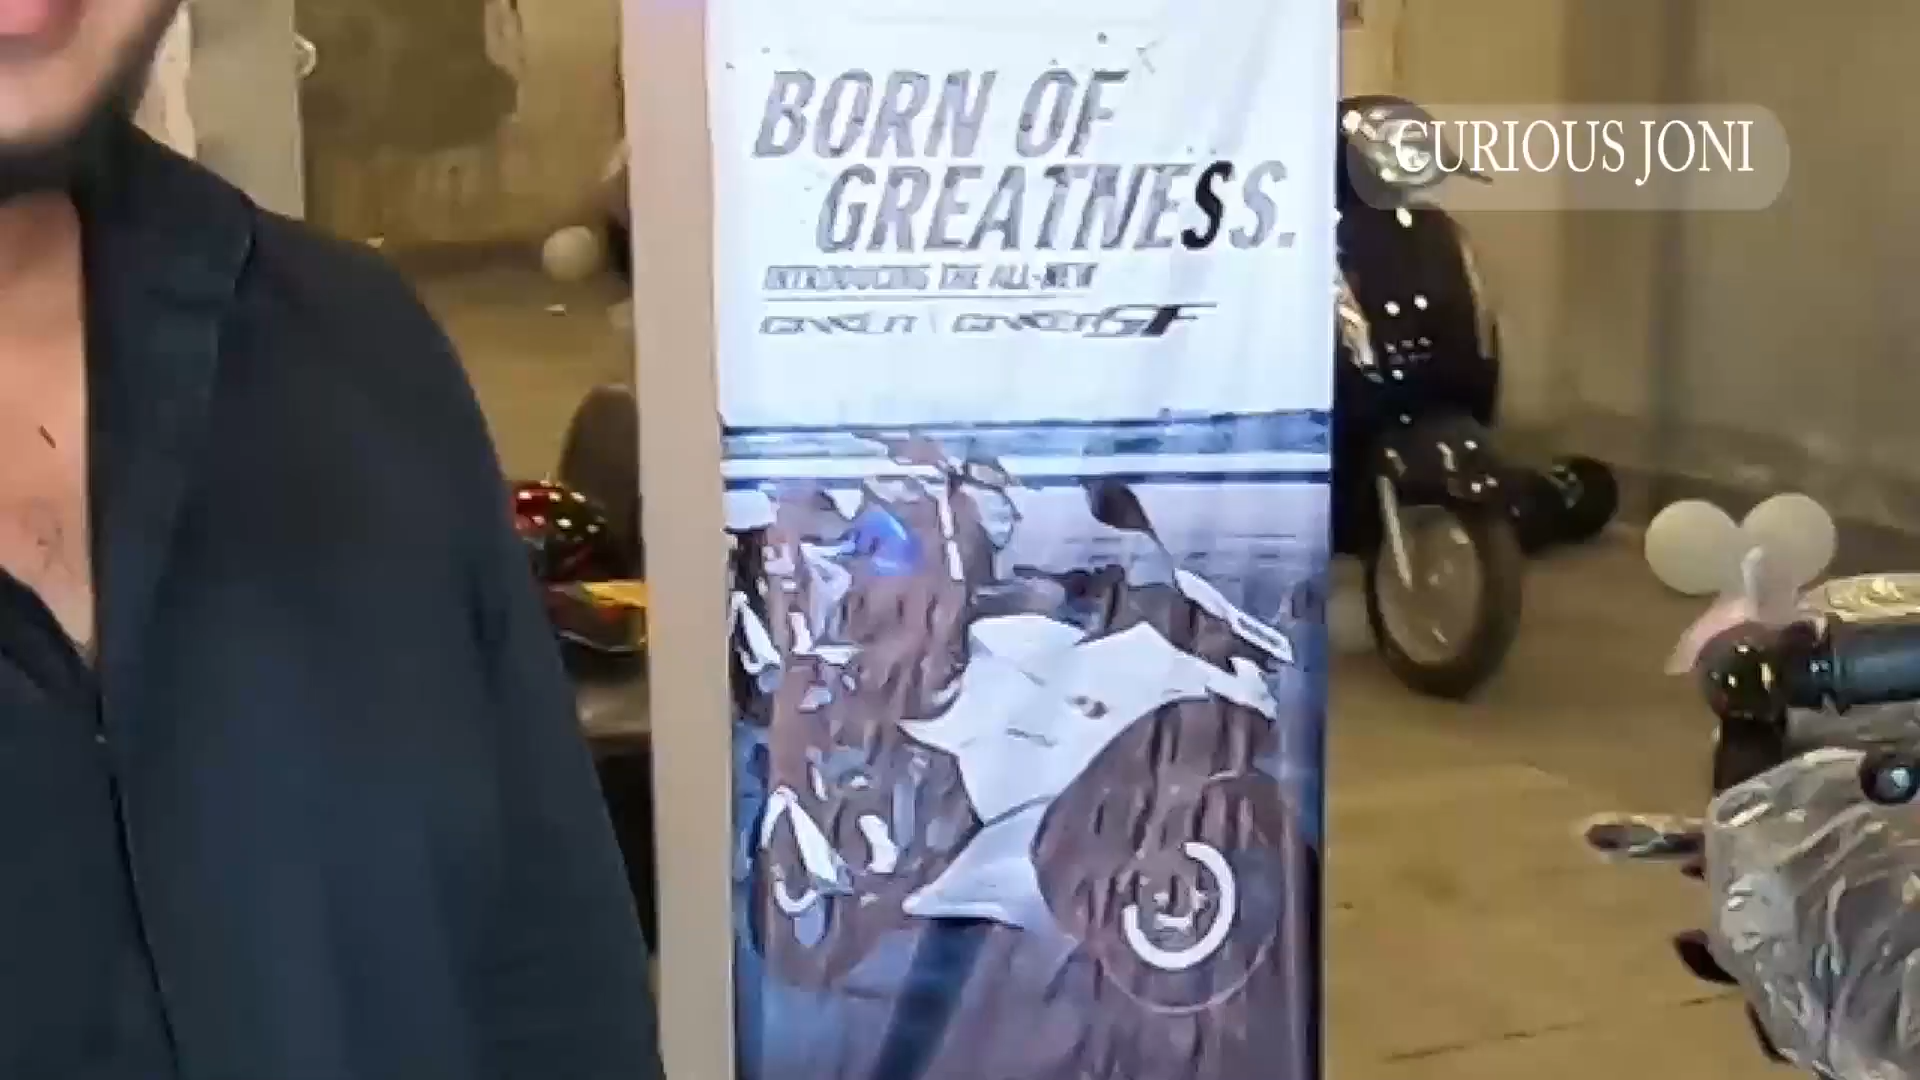 BORN OF
GREATNESS.
INTRODUCING THE ALL-NEW
CURIOUS JONI